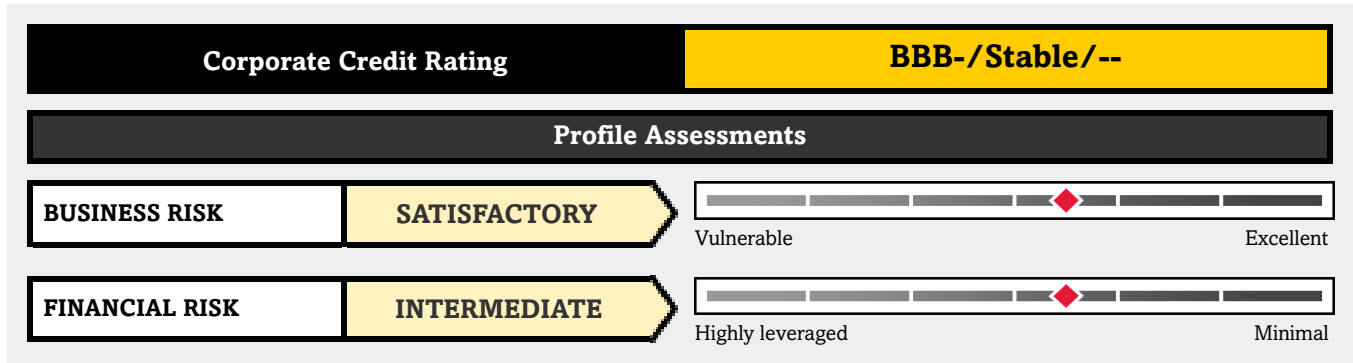 Corporate Credit Rating
BBB-/Stable/--
Profile Assessments
BUSINESS RISK
SATISFACTORY
Vulnerable
Excellent
FINANCIAL RISK
INTERMEDIATE
Highly leveraged
Minimal